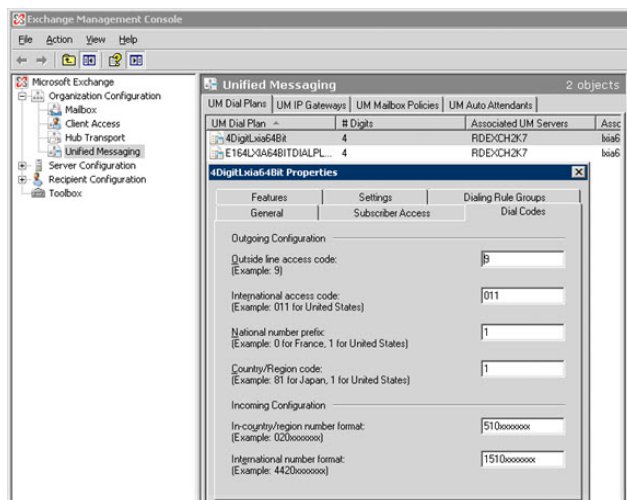 Exchange Management Console
File Action View Help
Microsoft Exchange
Organization Configuration
Mailbox
Client Access
Hub Transport
Unified Messaging
Server Configuration
Recipient Configuration
Toolbox
Unified Messaging 2 objects
UM Dial Plans UM IP Gateways UM Mailbox Policies UM Auto Attendants
UM Dial Plan # Digits Associated UM Servers Assc
4DigitLxia64Bit 4 RDEXCH2K7 lxia6
E164LXIA64BITDIALPL... 4 RDEXCH2K7 lxia6
4DigitLxia64Bit Properties
Features Settings Dialing Rule Groups
General Subscriber Access Dial Codes
Outgoing Configuration
Outside line access code: 9
(Example: 9)
International access code: 011
(Example: 011 for United States)
National number prefix: 1
(Example: 0 for France, 1 for United States)
Country/Region code: 1
(Example: 81 for Japan, 1 for United States)
Incoming Configuration
In-country/region number format: 510xxxxxxx
(Example: 020xxxxxxx)
International number format: 1510xxxxxxx
(Example: 4420xxxxxxx)